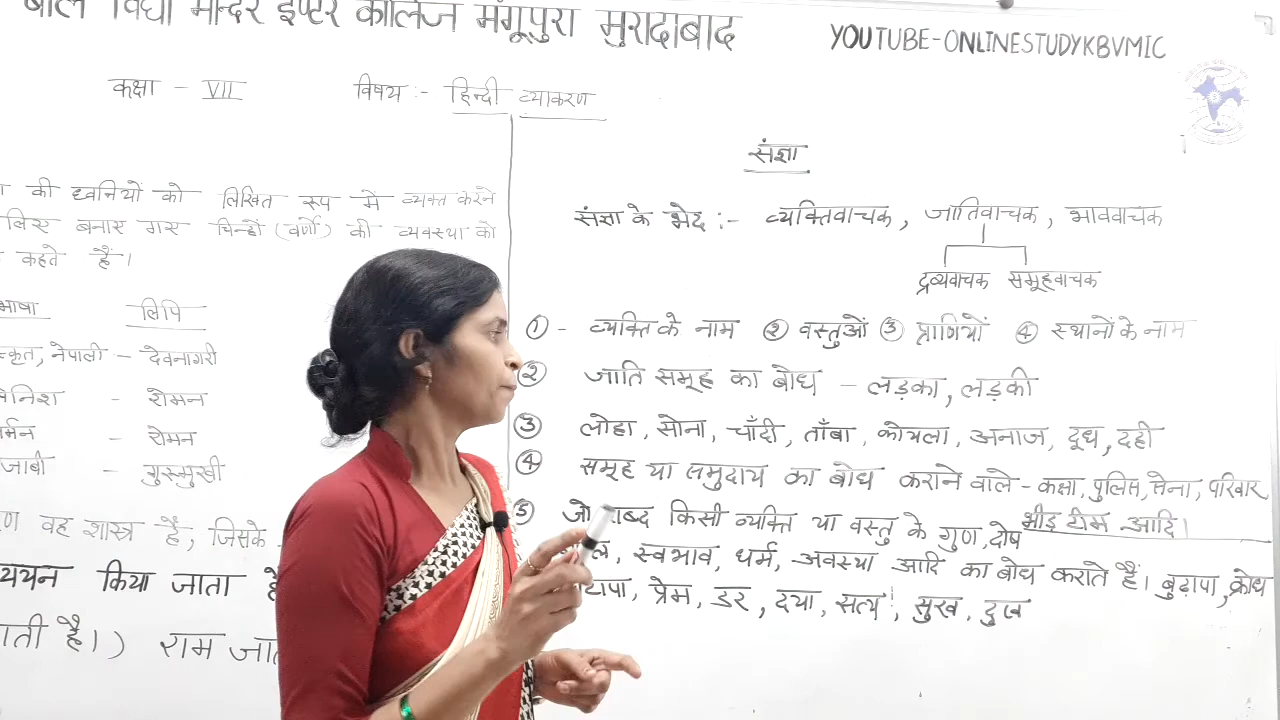 बाल विद्या मन्दिर इण्टर कॉलिज मंगूपुरा मुरादाबाद
YOUTUBE-ONLINESTUDYKBVMIC
कक्षा - VII
विषय :- हिन्दी व्याकरण
की ध्वनियों को लिखित रूप मे व्यक्त करने
लिए बनाए गए चिन्हों (वर्णों) की व्यवस्था को
कहते हैं।
भाषा लिपि
स्कृत, नेपाली - देवनागरी
- रोमन
र्मन - रोमन
जाबी - गुरूमुखी
वह शास्त्र है, जिसके
ययन किया जाता है
ाती है।) राम जा
संज्ञा
संज्ञा के भेद :- व्यक्तिवाचक, जातिवाचक, भाववाचक
द्रव्यवाचक समूहवाचक
① - व्यक्ति के नाम ② वस्तुओं ③ प्राणियों ④ स्थानों के नाम
② जाति समूह का बोध - लड़का, लड़की
③ लोहा, सोना, चाँदी, ताँबा, कोयला, अनाज, दूध, दही
④ समूह या समुदाय का बोध कराने वाले - कक्षा, पुलिस, सेना, परिवार,
भीड़ टीम आदि।
⑤ जो शब्द किसी व्यक्ति या वस्तु के गुण, दोष
स्वभाव, धर्म, अवस्था आदि का बोध कराते हैं। बुढ़ापा, क्रोध
टापा, प्रेम, डर, दया, सत्य, सुख, दुख